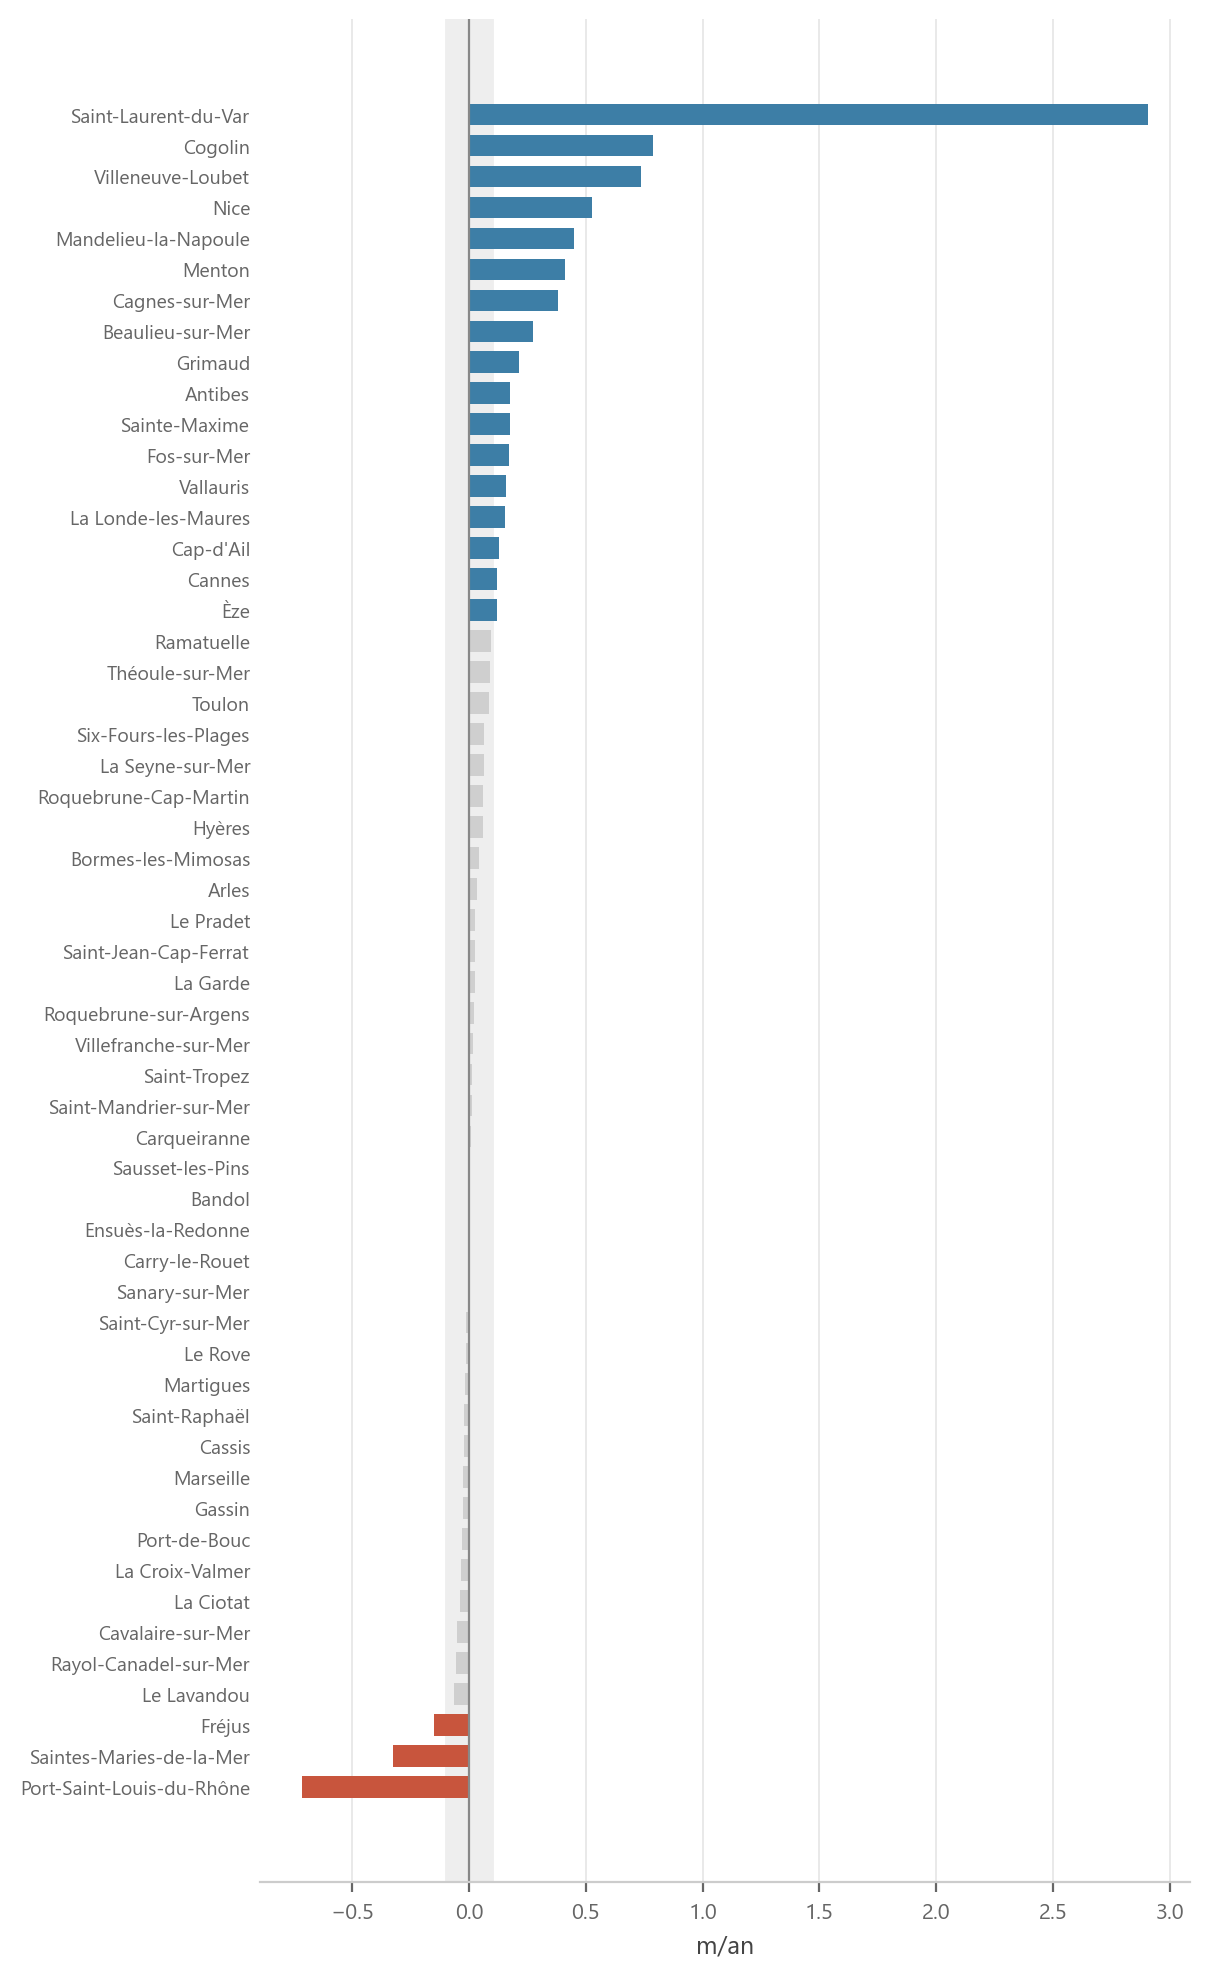 Saint-Laurent-du-Var
Cogolin
Villeneuve-Loubet
Nice
Mandelieu-la-Napoule
Menton
Cagnes-sur-Mer
Beaulieu-sur-Mer
Grimaud
Antibes
Sainte-Maxime
Fos-sur-Mer
Vallauris
La Londe-les-Maures
Cap-d'Ail
Cannes
Èze
Ramatuelle
Théoule-sur-Mer
Toulon
Six-Fours-les-Plages
La Seyne-sur-Mer
Roquebrune-Cap-Martin
Hyères
Bormes-les-Mimosas
Arles
Le Pradet
Saint-Jean-Cap-Ferrat
La Garde
Roquebrune-sur-Argens
Villefranche-sur-Mer
Saint-Tropez
Saint-Mandrier-sur-Mer
Carqueiranne
Sausset-les-Pins
Bandol
Ensuès-la-Redonne
Carry-le-Rouet
Sanary-sur-Mer
Saint-Cyr-sur-Mer
Le Rove
Martigues
Saint-Raphaël
Cassis
Marseille
Gassin
Port-de-Bouc
La Croix-Valmer
La Ciotat
Cavalaire-sur-Mer
Rayol-Canadel-sur-Mer
Le Lavandou
Fréjus
Saintes-Maries-de-la-Mer
Port-Saint-Louis-du-Rhône
−0.5 0.0 0.5 1.0 1.5 2.0 2.5 3.0
m/an